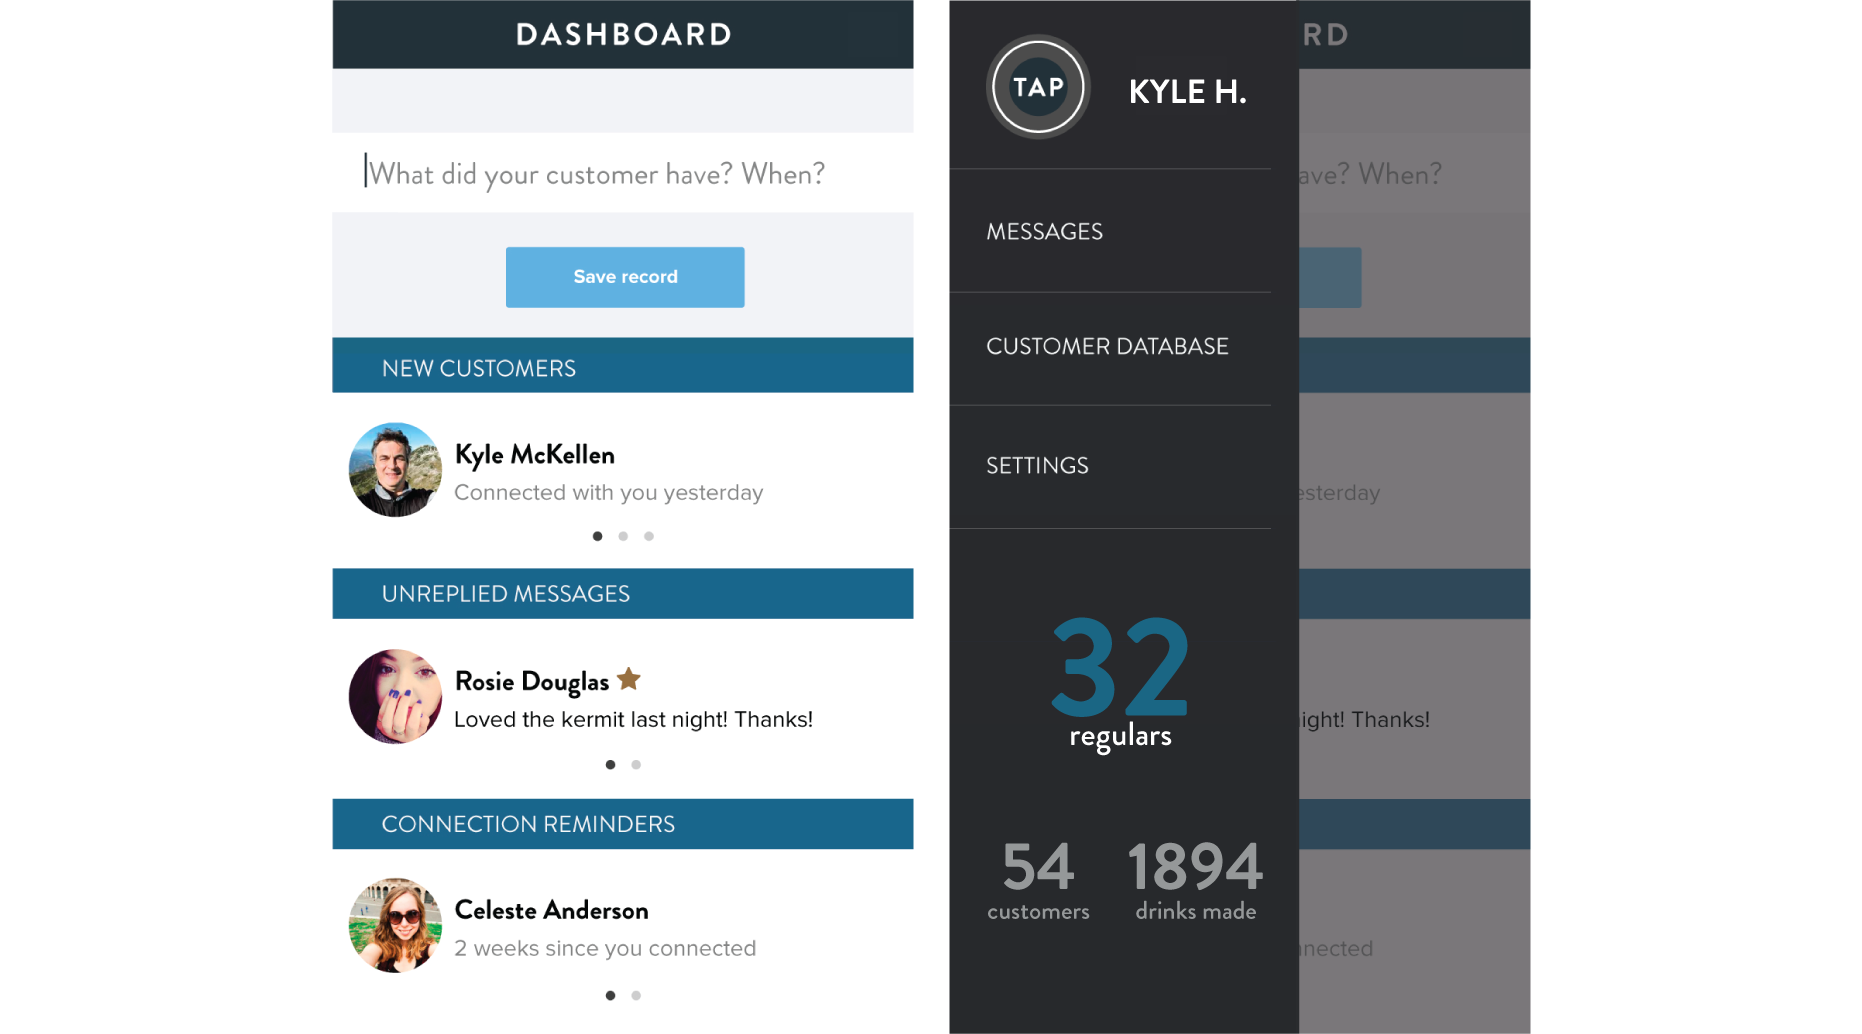 DASHBOARD
What did your customer have? When?
Save record
NEW CUSTOMERS
Kyle McKellen
Connected with you yesterday
UNREPLIED MESSAGES
Rosie Douglas
Loved the kermit last night! Thanks!
CONNECTION REMINDERS
Celeste Anderson
2 weeks since you connected
TAP
KYLE H.
MESSAGES
CUSTOMER DATABASE
SETTINGS
32
regulars
54
customers
1894
drinks made
RD
ave? When?
esterday
ight! Thanks!
nnected